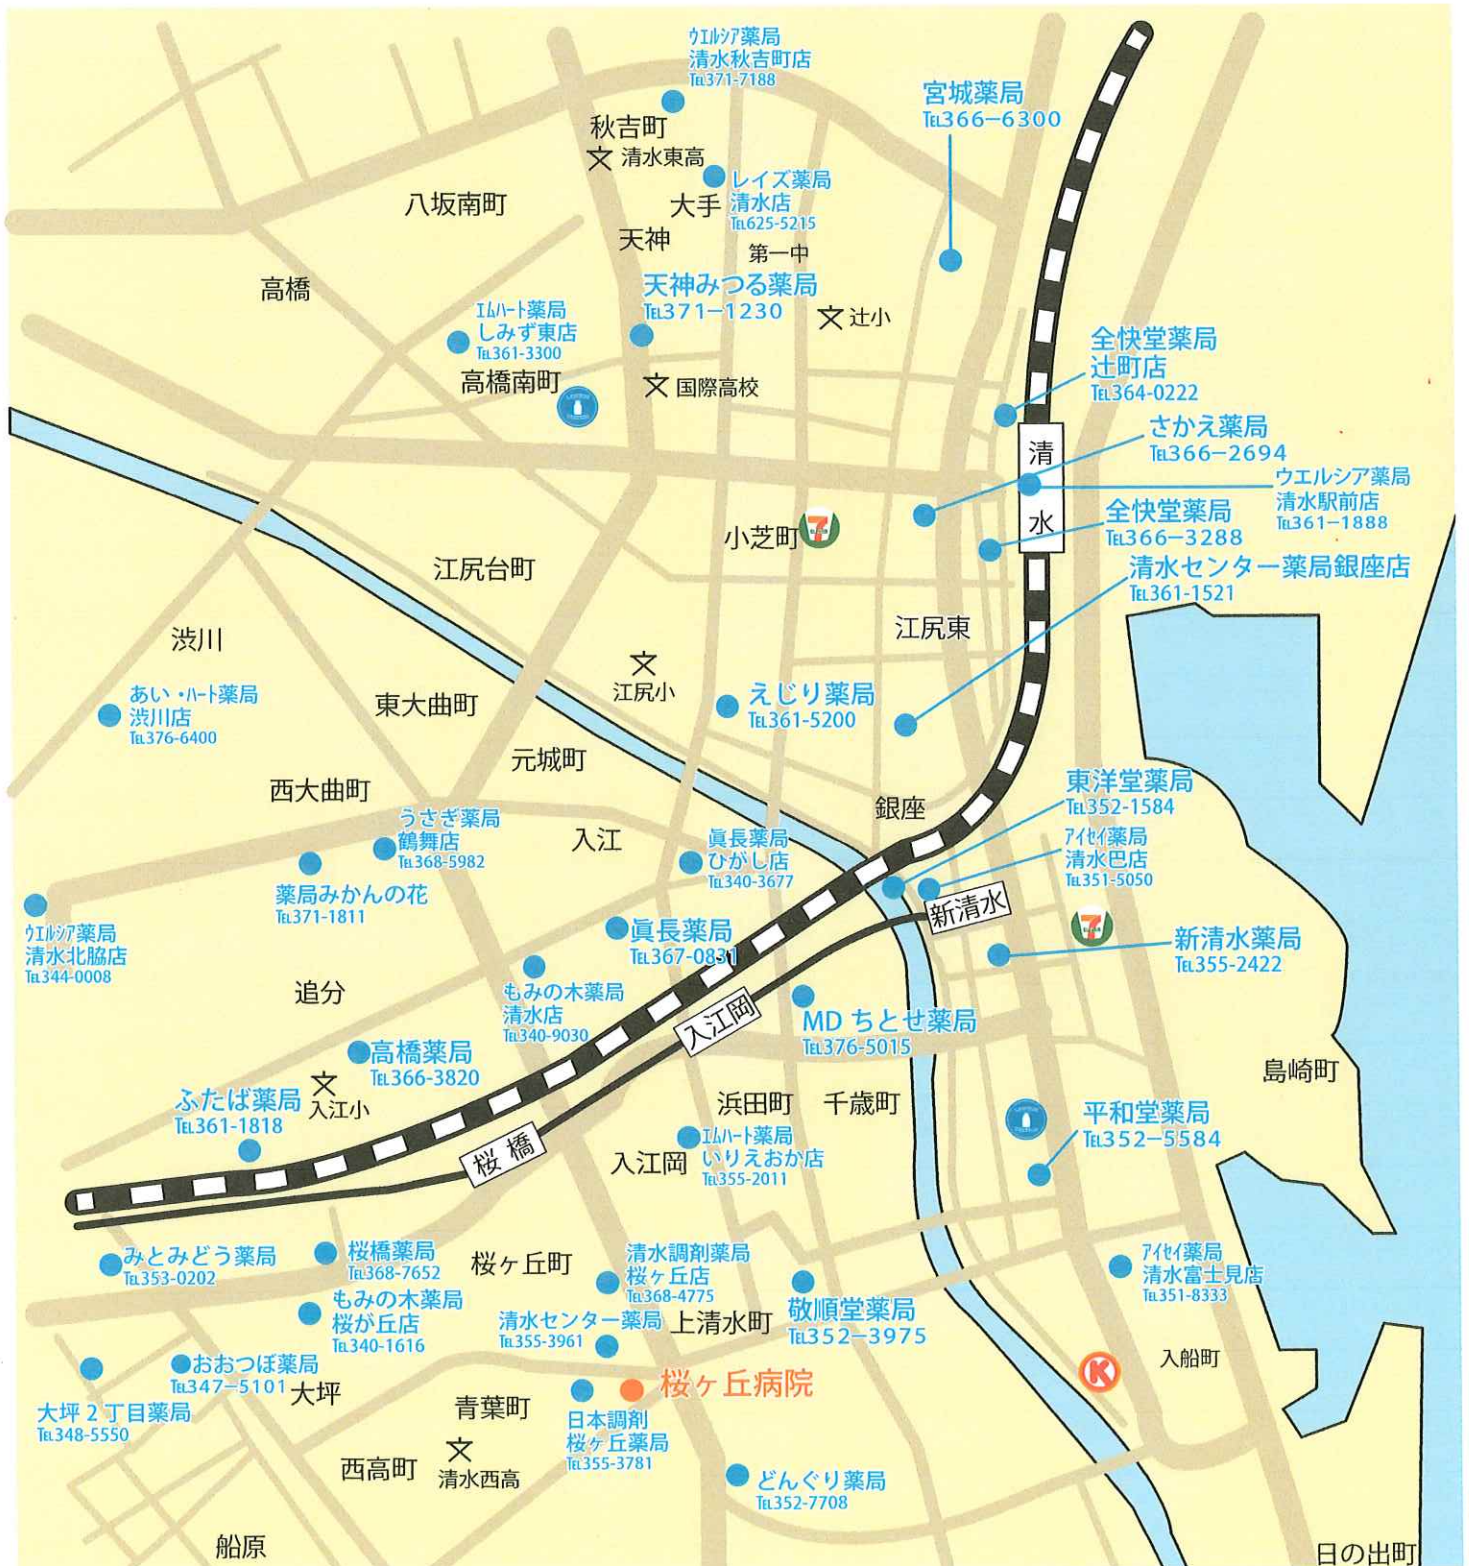 ウエルシア薬局
清水秋吉町店
TEL371-7188
宮城薬局
TEL366-6300
秋吉町
清水東高
レイズ薬局
清水店
TEL625-5215
大手
八坂南町
天神
第一中
高橋
天神みつる薬局
TEL371-1230
エムハート薬局
しみず東店
TEL361-3300
辻小
全快堂薬局
辻町店
TEL364-0222
高橋南町
国際高校
さかえ薬局
TEL366-2694
清水
ウエルシア薬局
清水駅前店
TEL361-1888
全快堂薬局
TEL366-3288
小芝町
7
江尻台町
清水センター薬局銀座店
TEL361-1521
江尻東
渋川
江尻小
あい・ハート薬局
渋川店
TEL376-6400
東大曲町
えじり薬局
TEL361-5200
元城町
西大曲町
東洋堂薬局
TEL352-1584
銀座
うさぎ薬局
鶴舞店
TEL368-5982
入江
眞長薬局
ひがし店
TEL340-3677
アイセイ薬局
清水巴店
TEL351-5050
薬局みかんの花
TEL371-1811
新清水
7
ウエルシア薬局
清水北脇店
TEL344-0008
眞長薬局
TEL367-0831
新清水薬局
TEL355-2422
追分
もみの木薬局
清水店
TEL340-9030
入江岡
MDちとせ薬局
TEL376-5015
高橋薬局
TEL366-3820
島崎町
入江小
ふたば薬局
TEL361-1818
浜田町
千歳町
平和堂薬局
TEL352-5584
桜橋
エムハート薬局
いりえおか店
TEL355-2011
入江岡
みとみどう薬局
TEL353-0202
桜橋薬局
TEL368-7652
桜ヶ丘町
清水調剤薬局
桜ヶ丘店
TEL368-4775
アイセイ薬局
清水富士見店
TEL351-8333
もみの木薬局
桜が丘店
TEL340-1616
清水センター薬局
TEL355-3961
上清水町
敬順堂薬局
TEL352-3975
おおつぼ薬局
TEL347-5101
大坪
桜ヶ丘病院
K
入船町
大坪2丁目薬局
TEL348-5550
青葉町
日本調剤
桜ヶ丘薬局
TEL355-3781
西高町
清水西高
どんぐり薬局
TEL352-7708
船原
日の出町